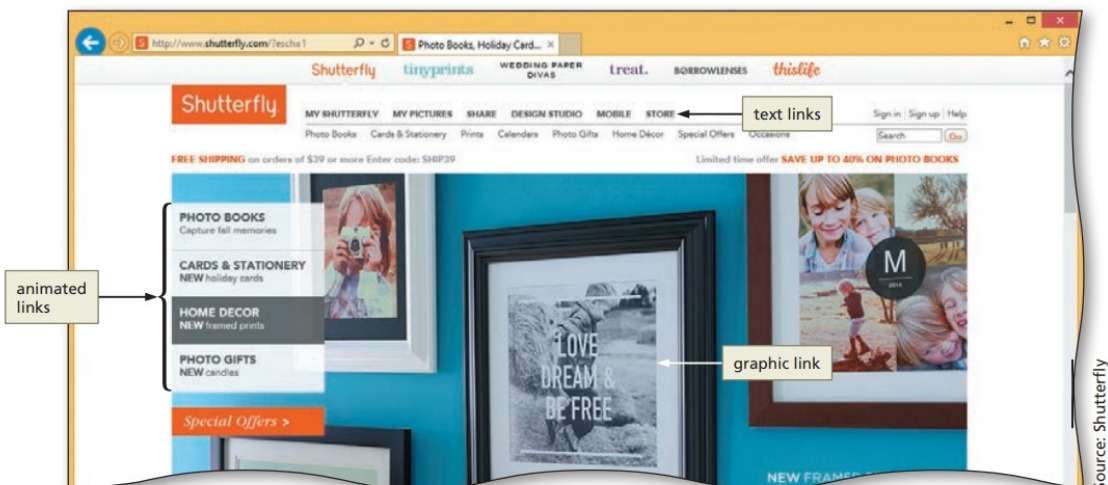 http://www.shutterfly.com/?esch=1
Photo Books, Holiday Card...
Shutterfly tinyprints WEDDING PAPER DIVAS treat. BORROWLENSES thislife
Shutterfly
MY SHUTTERFLY MY PICTURES SHARE DESIGN STUDIO MOBILE STORE
text links
Sign in Sign up Help
Photo Books Cards & Stationery Prints Calendars Photo Gifts Home Décor Special Offers Occasions
Search Go
FREE SHIPPING on orders of $39 or more Enter code: SHIP39
Limited time offer SAVE UP TO 40% ON PHOTO BOOKS
PHOTO BOOKS
Capture fall memories
CARDS & STATIONERY
NEW holiday cards
HOME DECOR
NEW framed prints
PHOTO GIFTS
NEW candles
Special Offers >
animated
links
M
2014
LOVE
DREAM &
BE FREE
graphic link
NEW FRAMED
Source: Shutterfly